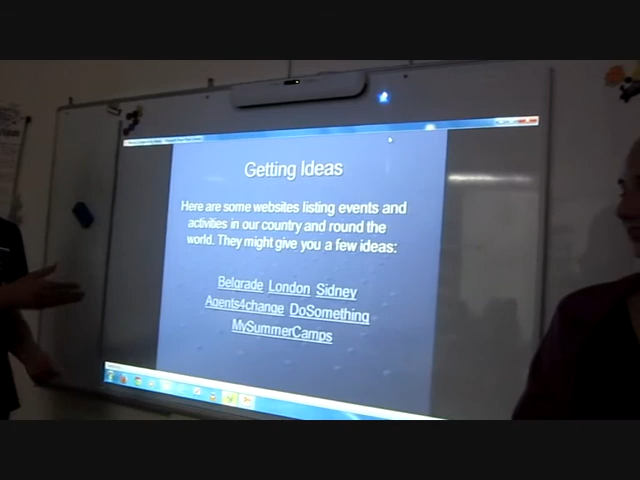 Getting Ideas
Here are some websites listing events and
activities in our country and round the
world. They might give you a few ideas:
Belgrade London Sidney
Agents4change DoSomething
MySummerCamps